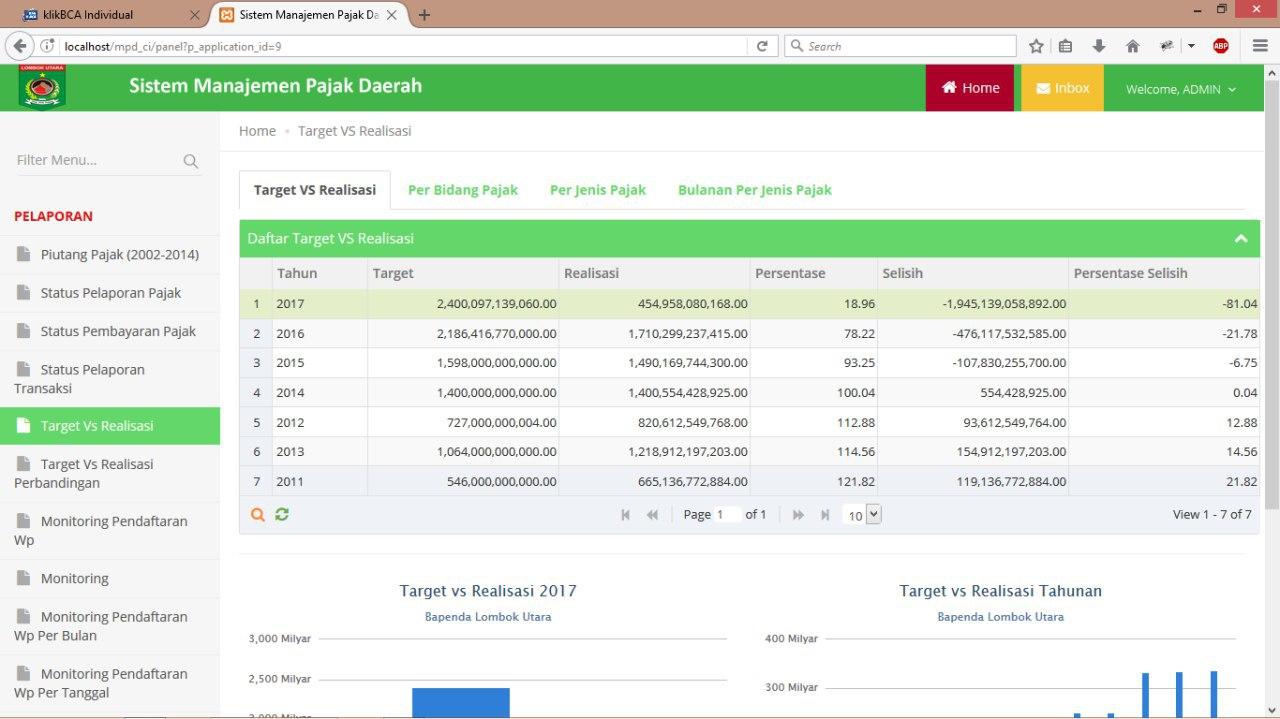 klikBCA Individual
Sistem Manajemen Pajak Da
localhost/mpd_ci/panel?p_application_id=9
Search
ABP
LOMBOK UTARA
Sistem Manajemen Pajak Daerah
Home
Inbox
Welcome, ADMIN
Filter Menu...
PELAPORAN
Piutang Pajak (2002-2014)
Status Pelaporan Pajak
Status Pembayaran Pajak
Status Pelaporan
Transaksi
Target Vs Realisasi
Target Vs Realisasi
Perbandingan
Monitoring Pendaftaran
Wp
Monitoring
Monitoring Pendaftaran
Wp Per Bulan
Monitoring Pendaftaran
Wp Per Tanggal
Home • Target VS Realisasi
Target VS Realisasi Per Bidang Pajak Per Jenis Pajak Bulanan Per Jenis Pajak
Daftar Target VS Realisasi
Tahun Target Realisasi Persentase Selisih Persentase Selisih
1 2017 2,400,097,139,060.00 454,958,080,168.00 18.96 -1,945,139,058,892.00 -81.04
2 2016 2,186,416,770,000.00 1,710,299,237,415.00 78.22 -476,117,532,585.00 -21.78
3 2015 1,598,000,000,000.00 1,490,169,744,300.00 93.25 -107,830,255,700.00 -6.75
4 2014 1,400,000,000,000.00 1,400,554,428,925.00 100.04 554,428,925.00 0.04
5 2012 727,000,000,004.00 820,612,549,768.00 112.88 93,612,549,764.00 12.88
6 2013 1,064,000,000,000.00 1,218,912,197,203.00 114.56 154,912,197,203.00 14.56
7 2011 546,000,000,000.00 665,136,772,884.00 121.82 119,136,772,884.00 21.82
Page 1 of 1 10 View 1 - 7 of 7
Target vs Realisasi 2017
Bapenda Lombok Utara
3,000 Milyar
2,500 Milyar
2,000 Milyar
Target vs Realisasi Tahunan
Bapenda Lombok Utara
400 Milyar
300 Milyar